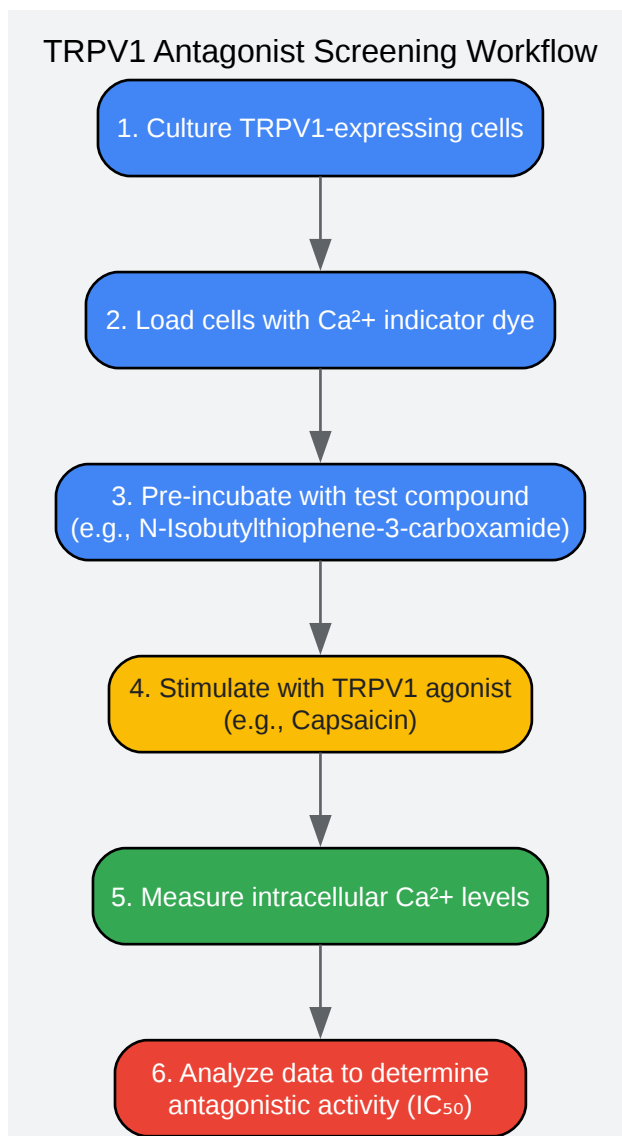 TRPV1 Antagonist Screening Workflow
1. Culture TRPV1-expressing cells
2. Load cells with Ca²+ indicator dye
3. Pre-incubate with test compound
(e.g., N-Isobutylthiophene-3-carboxamide)
4. Stimulate with TRPV1 agonist
(e.g., Capsaicin)
5. Measure intracellular Ca²+ levels
6. Analyze data to determine
antagonistic activity (IC₅₀)